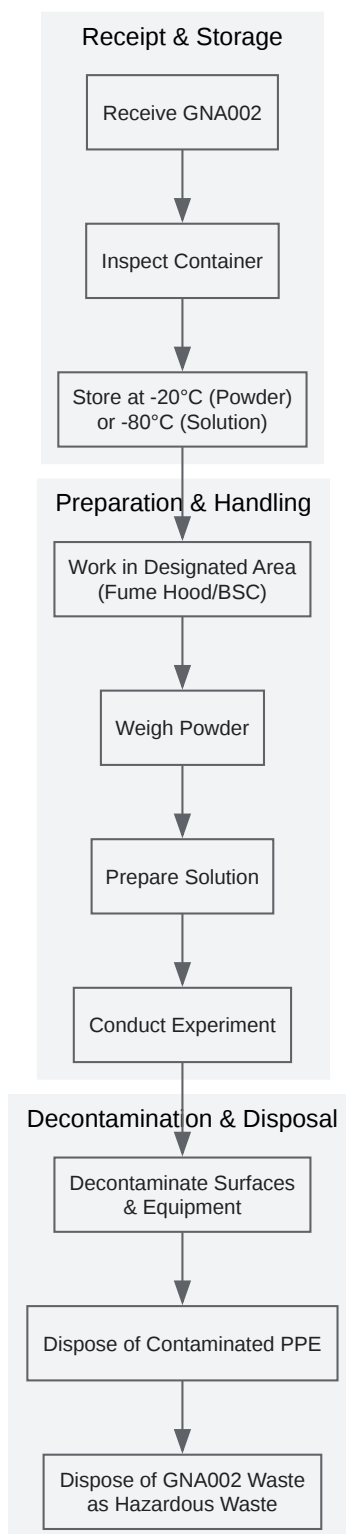 Receipt & Storage
Receive GNA002
Inspect Container
Store at -20°C (Powder)
or -80°C (Solution)
Preparation & Handling
Work in Designated Area
(Fume Hood/BSC)
Weigh Powder
Prepare Solution
Conduct Experiment
Decontamination & Disposal
Decontaminate Surfaces
& Equipment
Dispose of Contaminated PPE
Dispose of GNA002 Waste
as Hazardous Waste